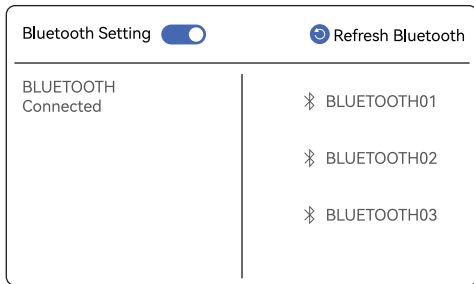 Bluetooth Setting
Refresh Bluetooth
BLUETOOTH
Connected
BLUETOOTH01
BLUETOOTH02
BLUETOOTH03